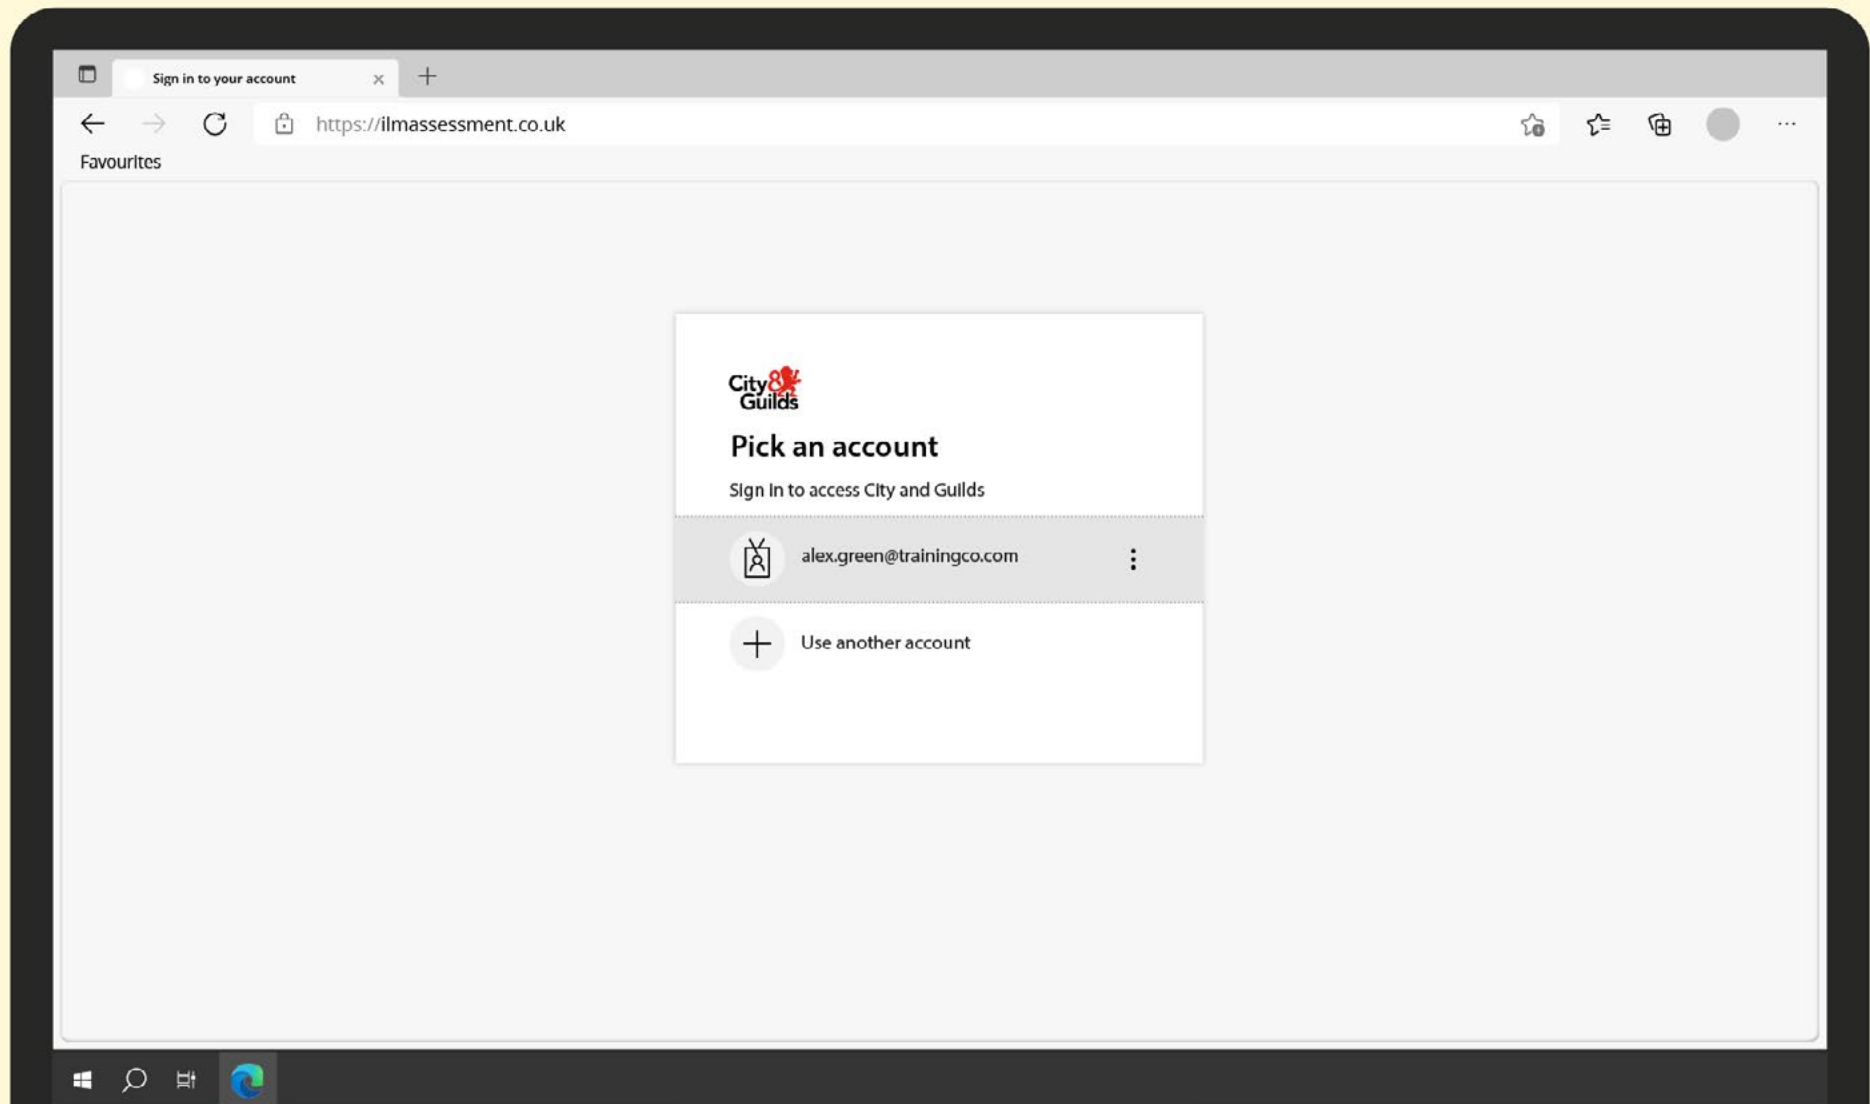 Sign in to your account
https://ilmassessment.co.uk
Favourites
City&
Guilds
Pick an account
Sign in to access City and Guilds
alex.green@trainingco.com
Use another account